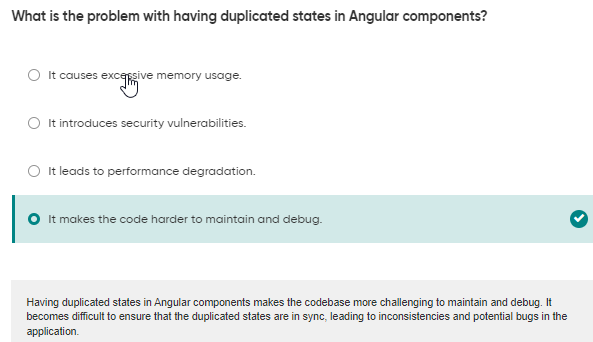 What is the problem with having duplicated states in Angular components?
It causes excessive memory usage.
It introduces security vulnerabilities.
It leads to performance degradation.
It makes the code harder to maintain and debug.
Having duplicated states in Angular components makes the codebase more challenging to maintain and debug. It
becomes difficult to ensure that the duplicated states are in sync, leading to inconsistencies and potential bugs in the
application.